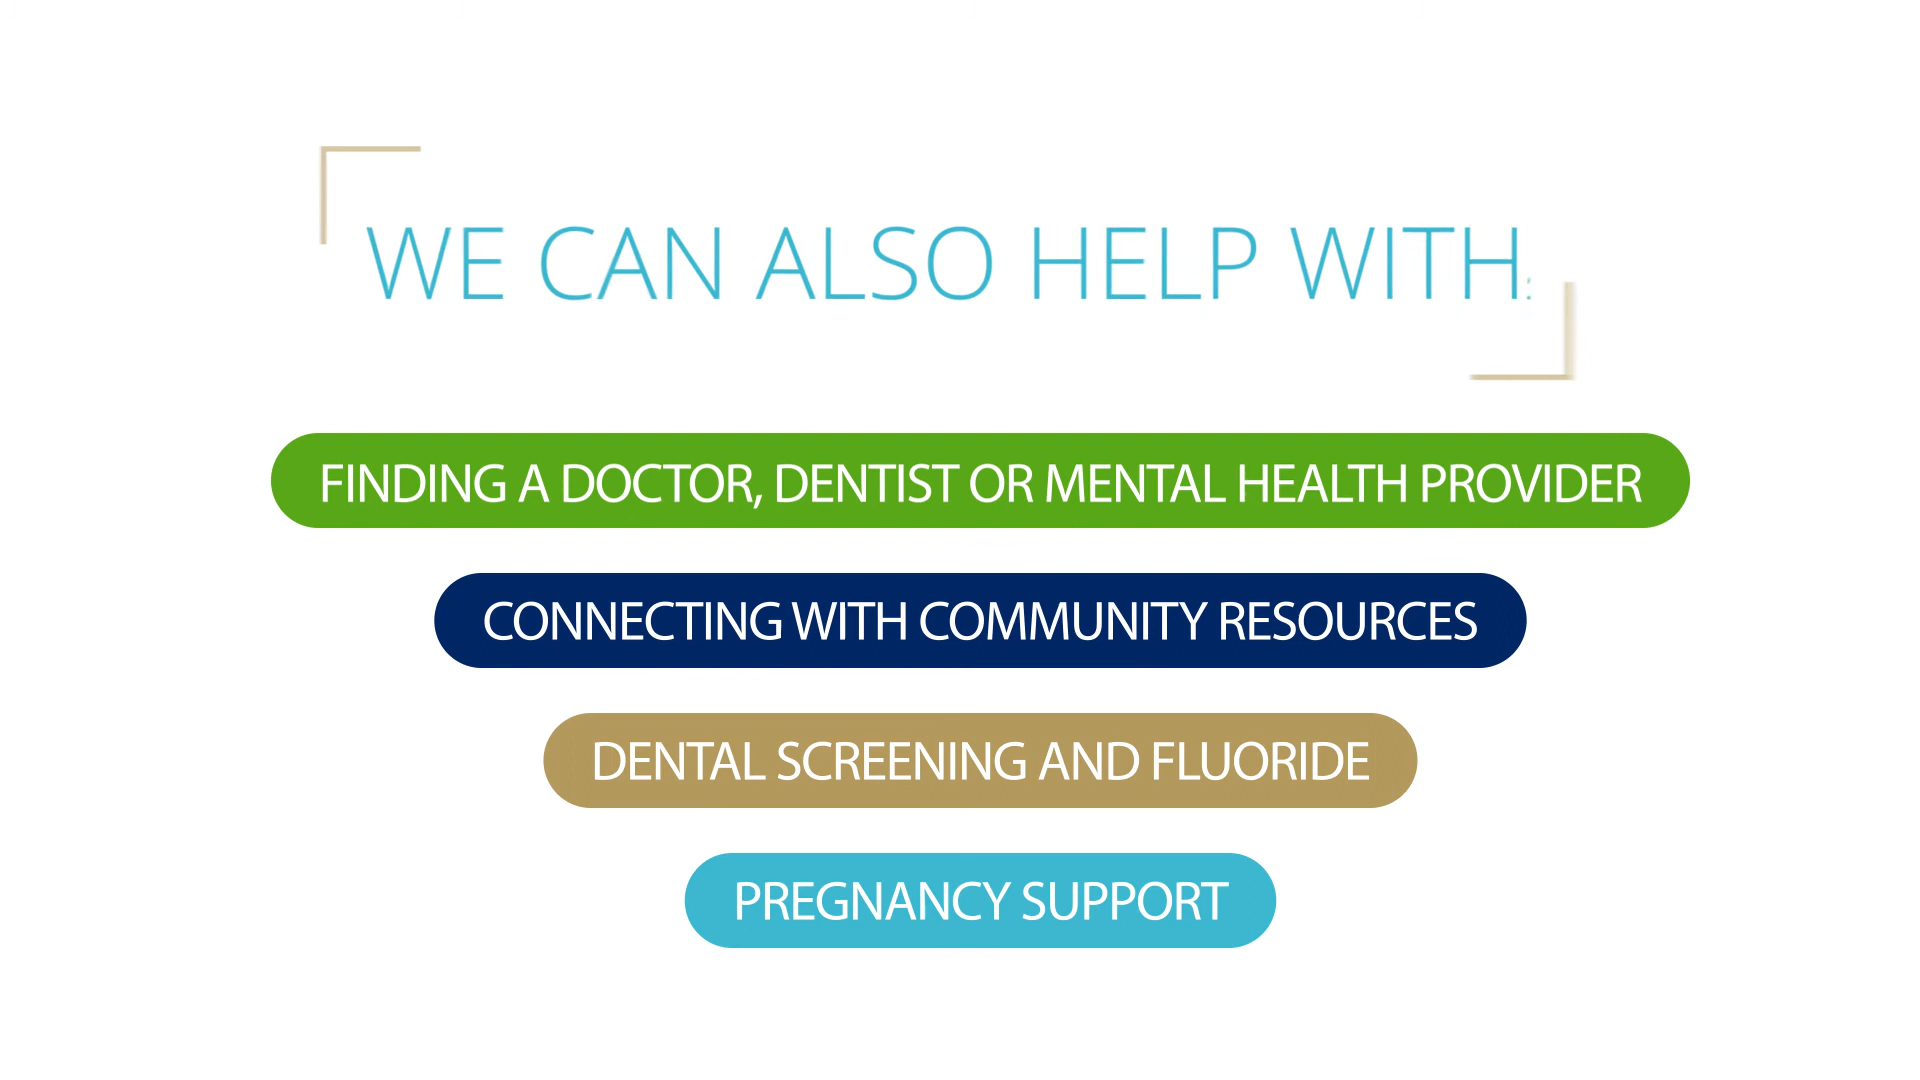 WE CAN ALSO HELP WITH:
FINDING A DOCTOR, DENTIST OR MENTAL HEALTH PROVIDER
CONNECTING WITH COMMUNITY RESOURCES
DENTAL SCREENING AND FLUORIDE
PREGNANCY SUPPORT